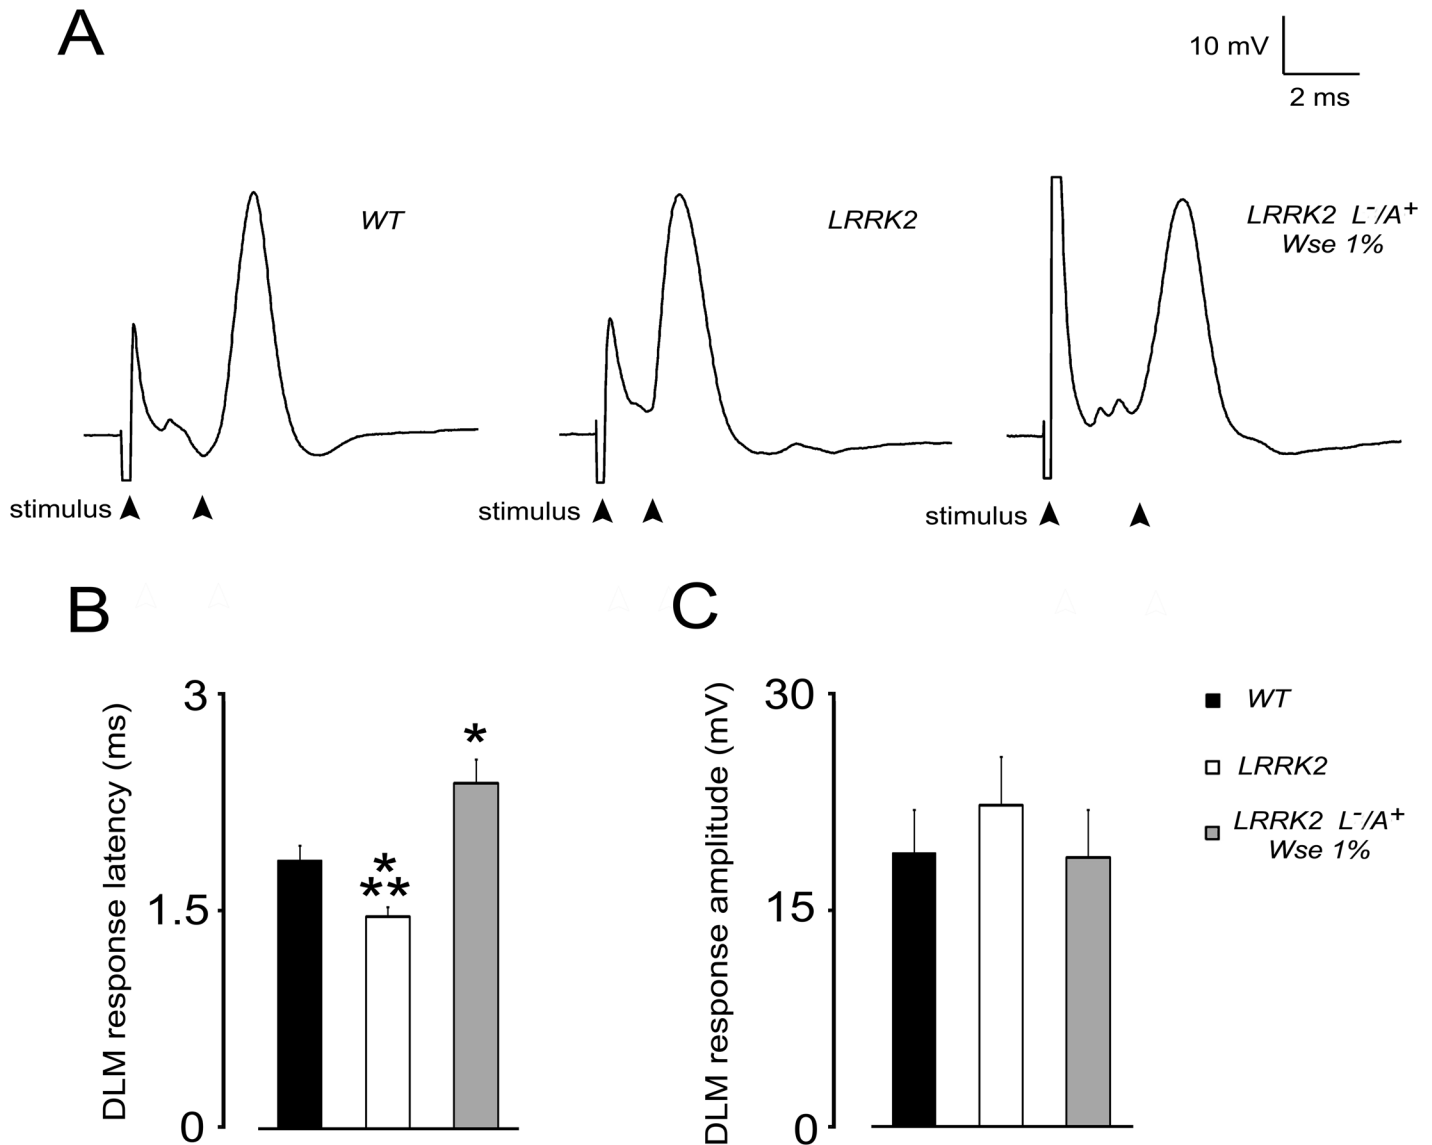 A
10 mV
2 ms
WT
LRRK2
LRRK2 L⁻/A⁺
Wse 1%
stimulus
stimulus
stimulus
B
DLM response latency (ms)
3
1.5
0
*
**
*
C
DLM response amplitude (mV)
30
15
0
WT
LRRK2
LRRK2 L⁻/A⁺
Wse 1%